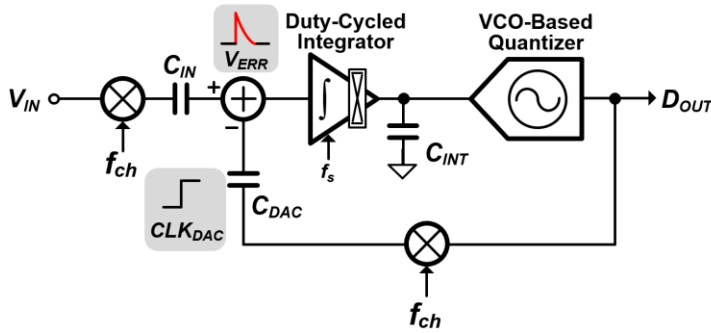 Duty-Cycled
Integrator
VCO-Based
Quantizer
V_ERR
C_IN
V_IN
+
−
∫
D_OUT
f_ch
f_s
C_INT
C_DAC
CLK_DAC
f_ch